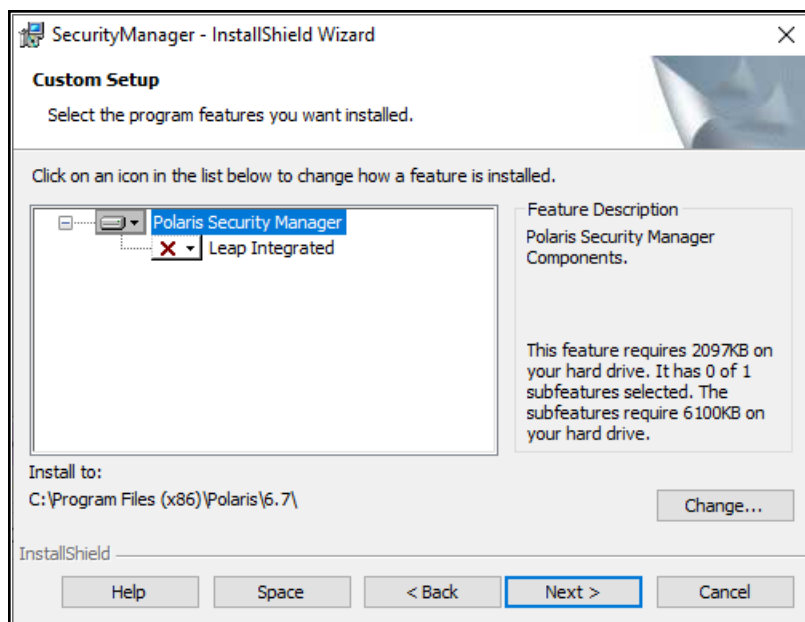 SecurityManager - InstallShield Wizard
Custom Setup
Select the program features you want installed.
Click on an icon in the list below to change how a feature is installed.
Polaris Security Manager
Leap Integrated
Feature Description
Polaris Security Manager
Components.
This feature requires 2097KB on
your hard drive. It has 0 of 1
subfeatures selected. The
subfeatures require 6100KB on
your hard drive.
Install to:
C:\Program Files (x86)\Polaris\6.7\
Change...
InstallShield
Help
Space
< Back
Next >
Cancel